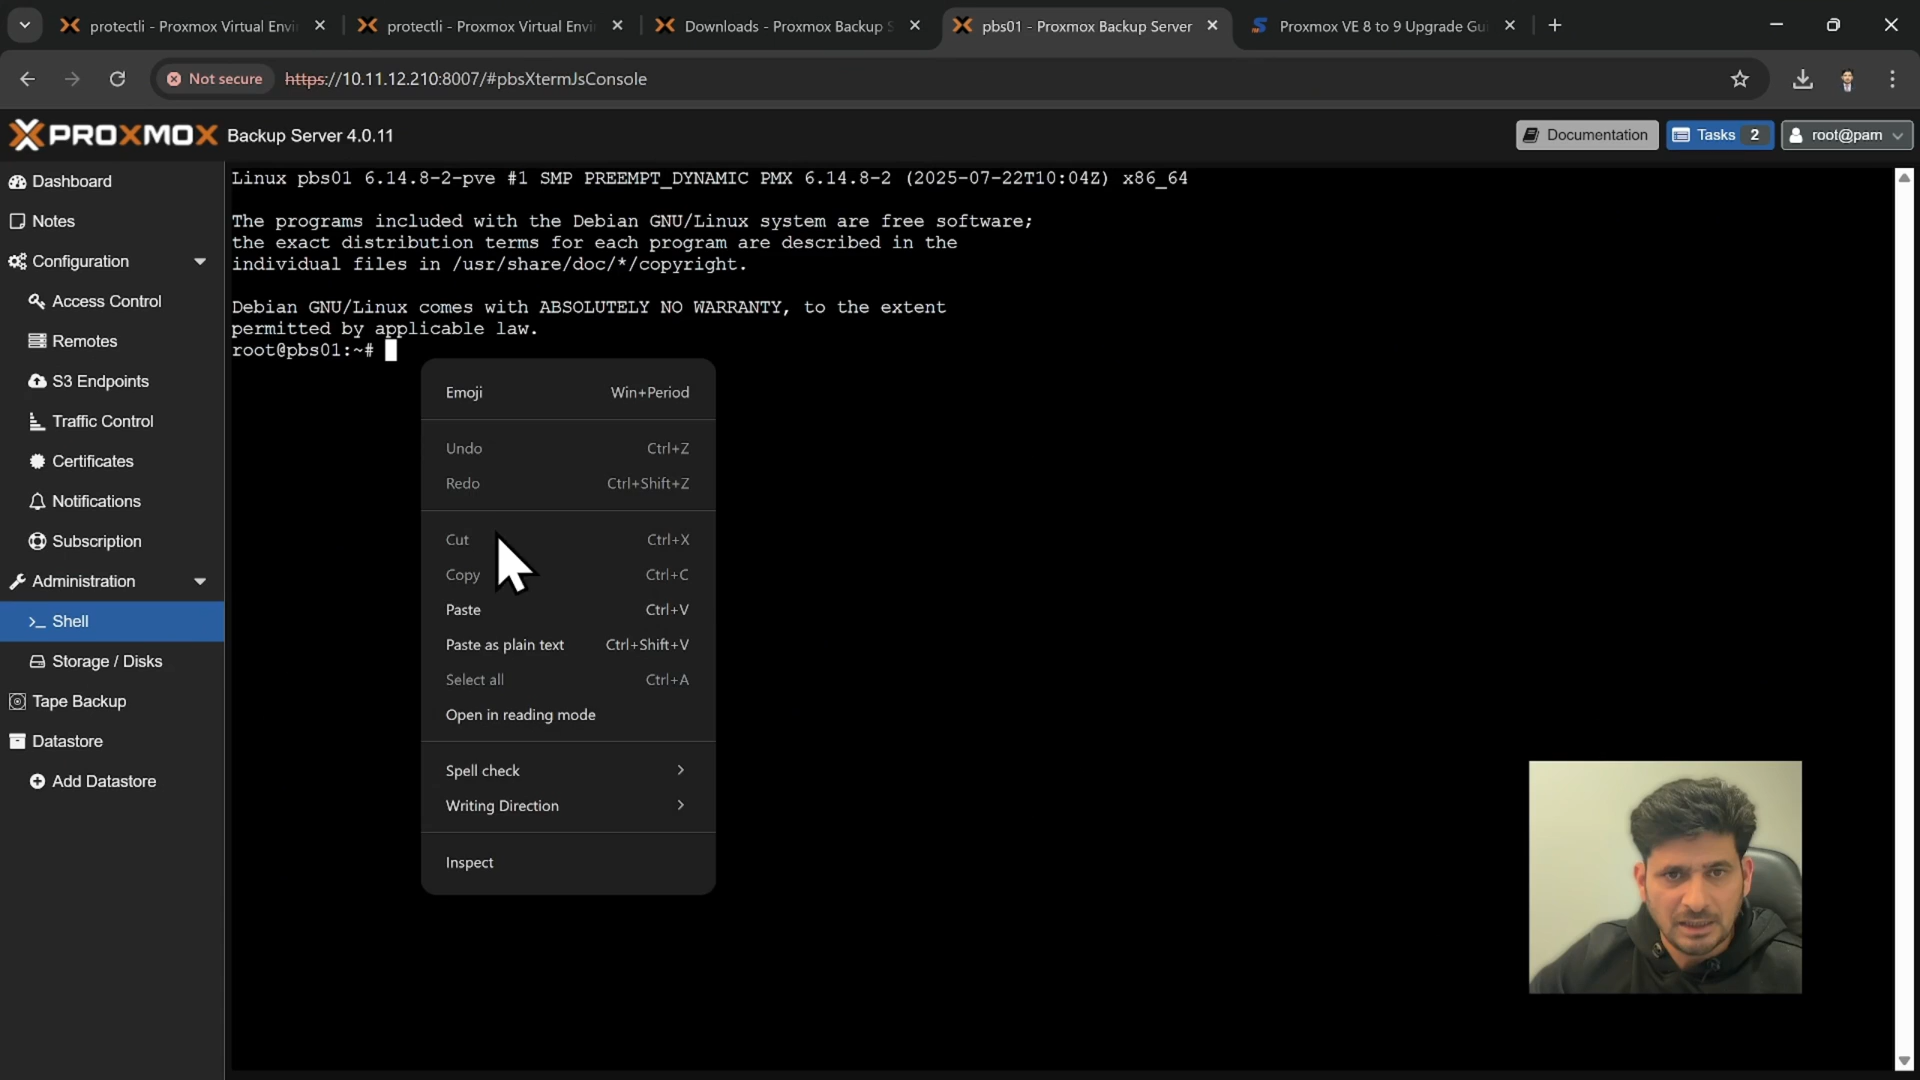 protectli - Proxmox Virtual Envi
protectli - Proxmox Virtual Envi
Downloads - Proxmox Backup S
pbs01 - Proxmox Backup Server
Proxmox VE 8 to 9 Upgrade Gu
Not secure
https://10.11.12.210:8007/#pbsXtermJsConsole
PROXMOX Backup Server 4.0.11
Documentation
Tasks 2
root@pam
Dashboard
Notes
Configuration
Access Control
Remotes
S3 Endpoints
Traffic Control
Certificates
Notifications
Subscription
Administration
Shell
Storage / Disks
Tape Backup
Datastore
Add Datastore
Linux pbs01 6.14.8-2-pve #1 SMP PREEMPT_DYNAMIC PMX 6.14.8-2 (2025-07-22T10:04Z) x86_64
The programs included with the Debian GNU/Linux system are free software;
the exact distribution terms for each program are described in the
individual files in /usr/share/doc/*/copyright.
Debian GNU/Linux comes with ABSOLUTELY NO WARRANTY, to the extent
permitted by applicable law.
root@pbs01:~#
Emoji Win+Period
Undo Ctrl+Z
Redo Ctrl+Shift+Z
Cut Ctrl+X
Copy Ctrl+C
Paste Ctrl+V
Paste as plain text Ctrl+Shift+V
Select all Ctrl+A
Open in reading mode
Spell check
Writing Direction
Inspect